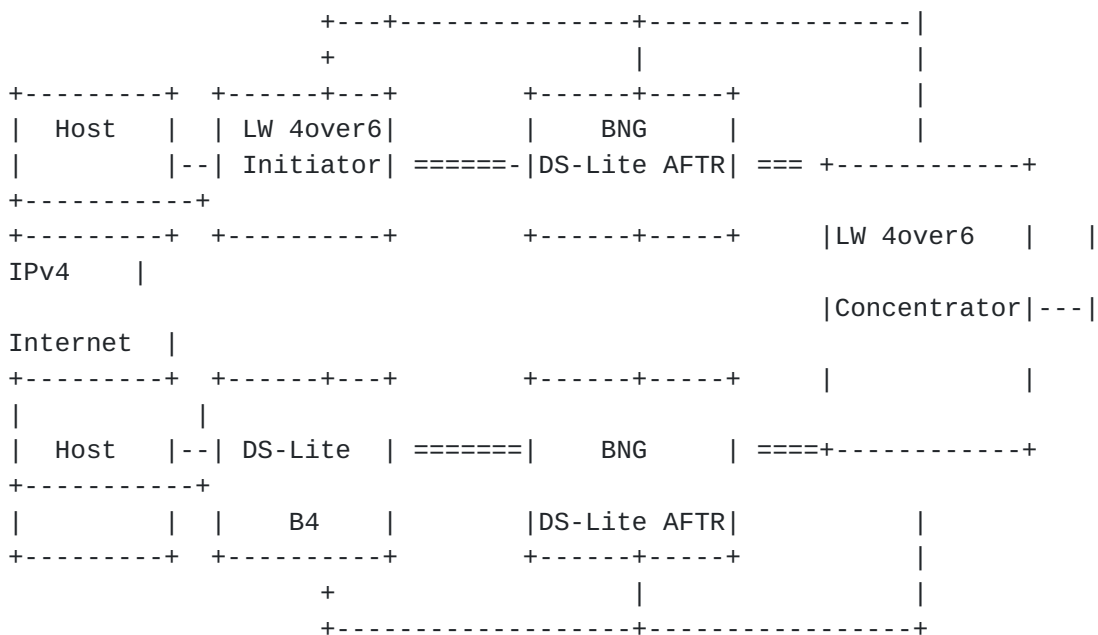 Host LW 4over6 BNG
Initiator DS-Lite AFTR
LW 4over6
IPv4
Concentrator
Internet
Host DS-Lite BNG
B4 DS-Lite AFTR